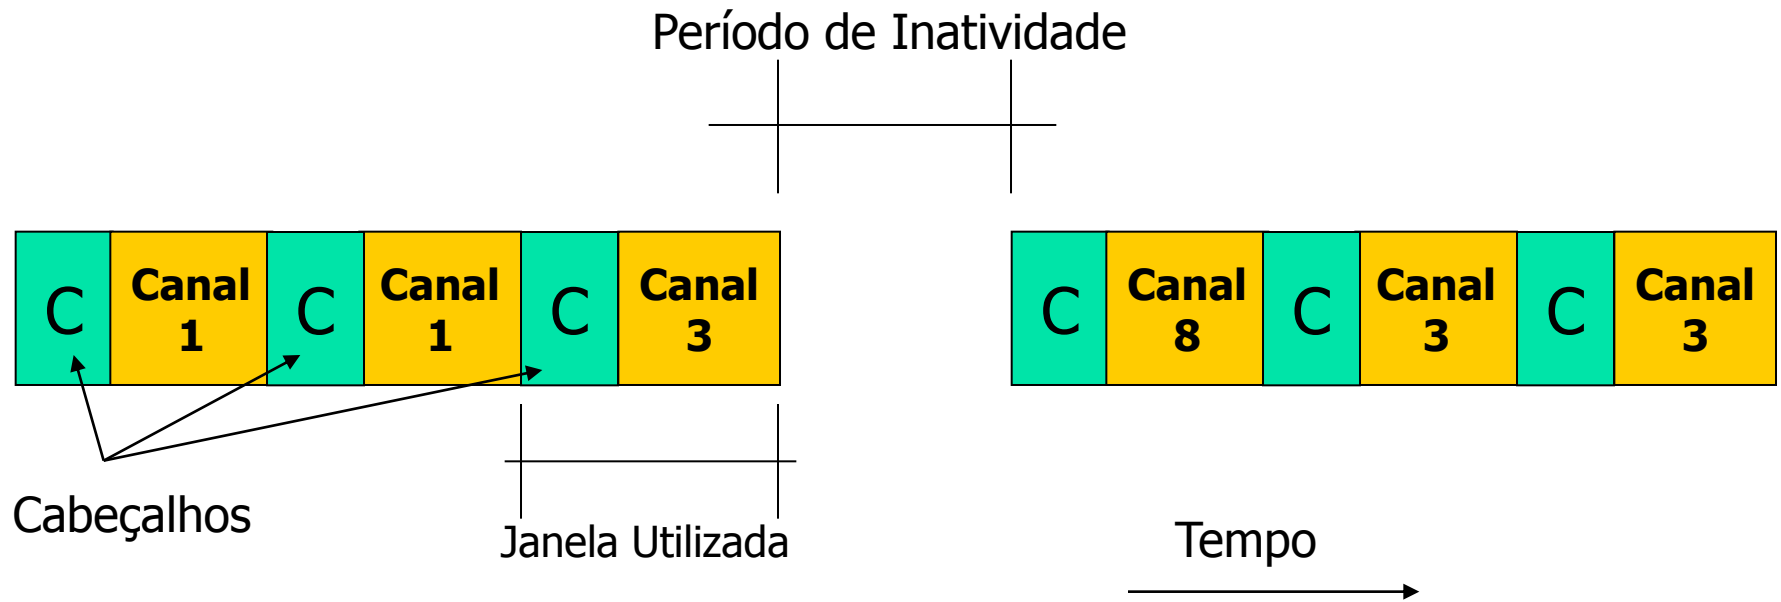 Período de Inatividade
C Canal 1 C Canal 1 C Canal 3 C Canal 8 C Canal 3 C Canal 3
Cabeçalhos
Janela Utilizada
Tempo